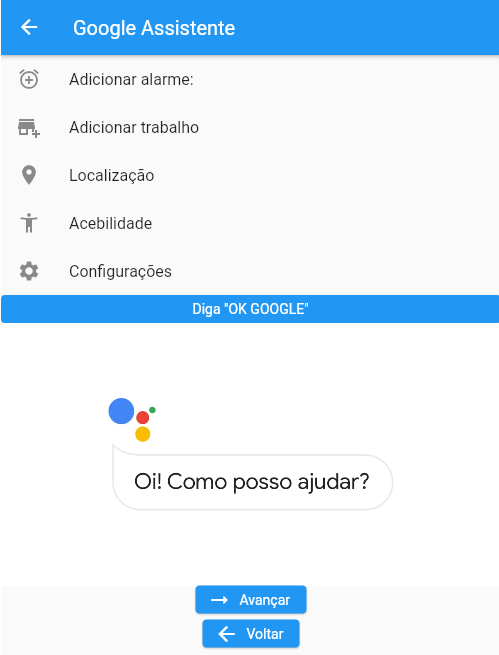 Google Assistente
Adicionar alarme:
Adicionar trabalho
Localização
Acebilidade
Configurações
Diga "OK GOOGLE"
Oi! Como posso ajudar?
Avançar
Voltar